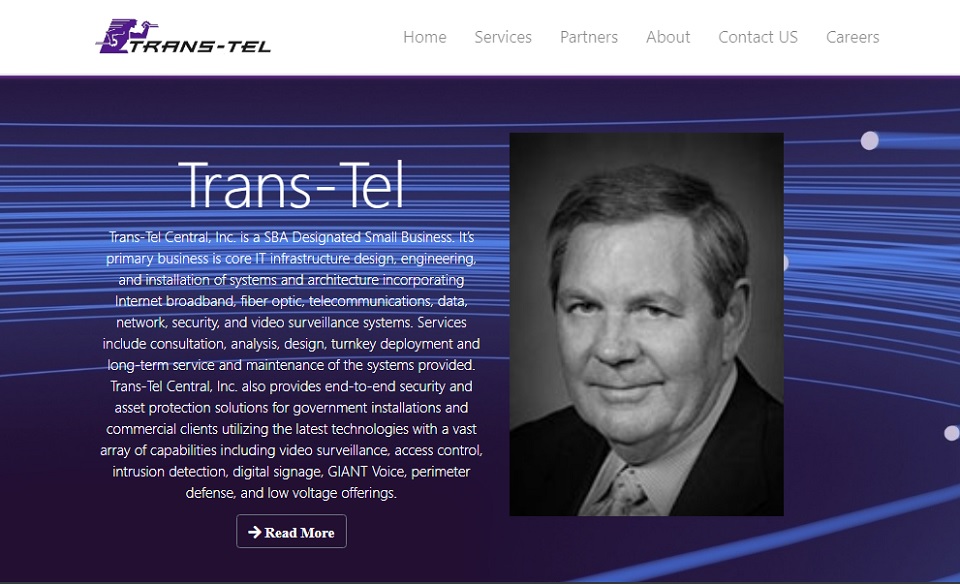 TRANS-TEL
Home Services Partners About Contact US Careers
Trans-Tel
Trans-Tel Central, Inc. is a SBA Designated Small Business. It's
primary business is core IT infrastructure design, engineering,
and installation of systems and architecture incorporating
Internet broadband, fiber optic, telecommunications, data,
network, security, and video surveillance systems. Services
include consultation, analysis, design, turnkey deployment and
long-term service and maintenance of the systems provided.
Trans-Tel Central, Inc. also provides end-to-end security and
asset protection solutions for government installations and
commercial clients utilizing the latest technologies with a vast
array of capabilities including video surveillance, access control,
intrusion detection, digital signage, GIANT Voice, perimeter
defense, and low voltage offerings.
Read More